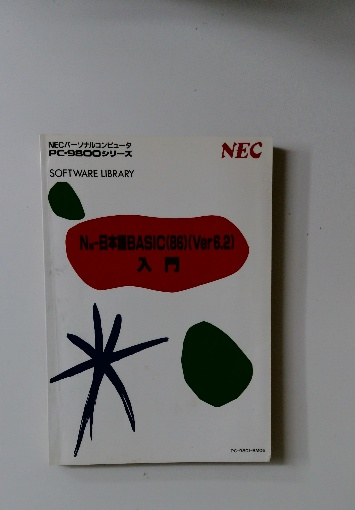 NECパーソナルコンピュータ
PC-9800シリーズ
NEC
SOFTWARE LIBRARY
N₈₈-日本語BASIC(86)(Ver6.2)
入門